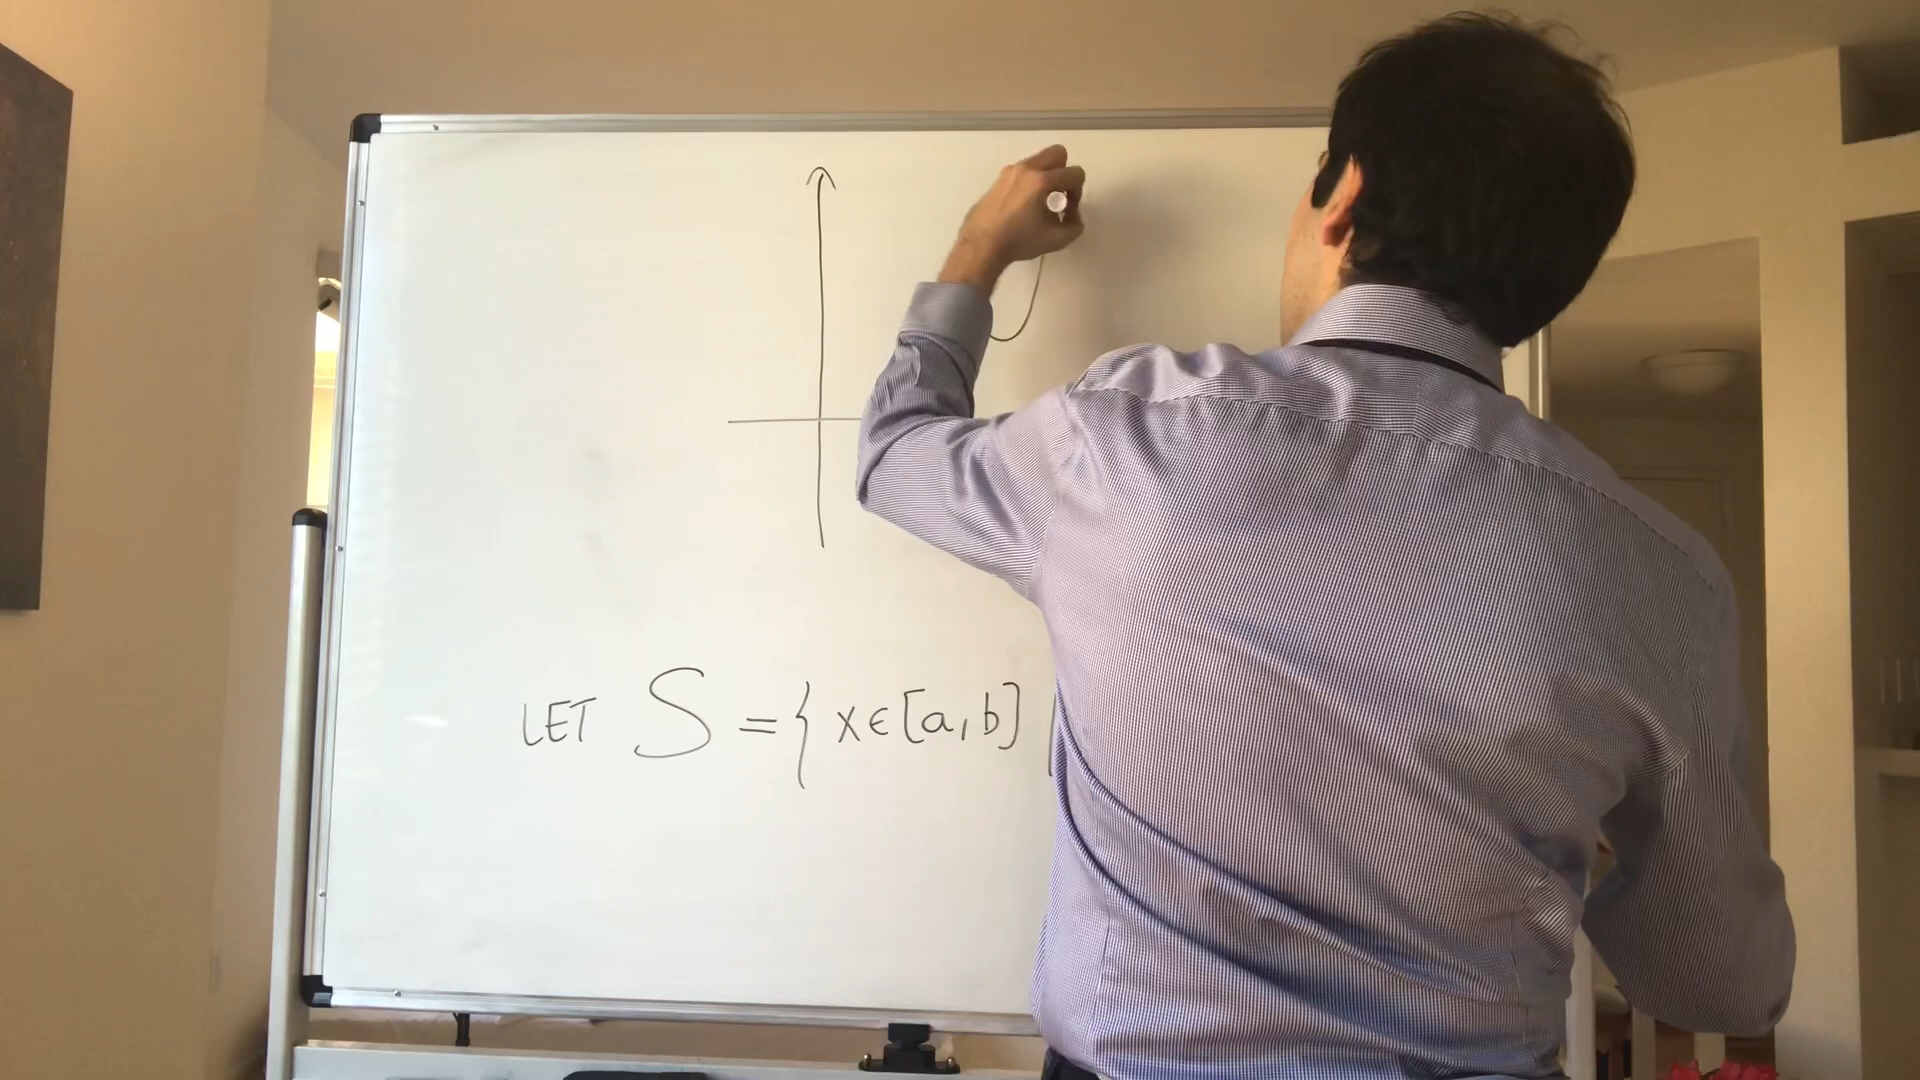 LET S = { x ∈ [a, b] |